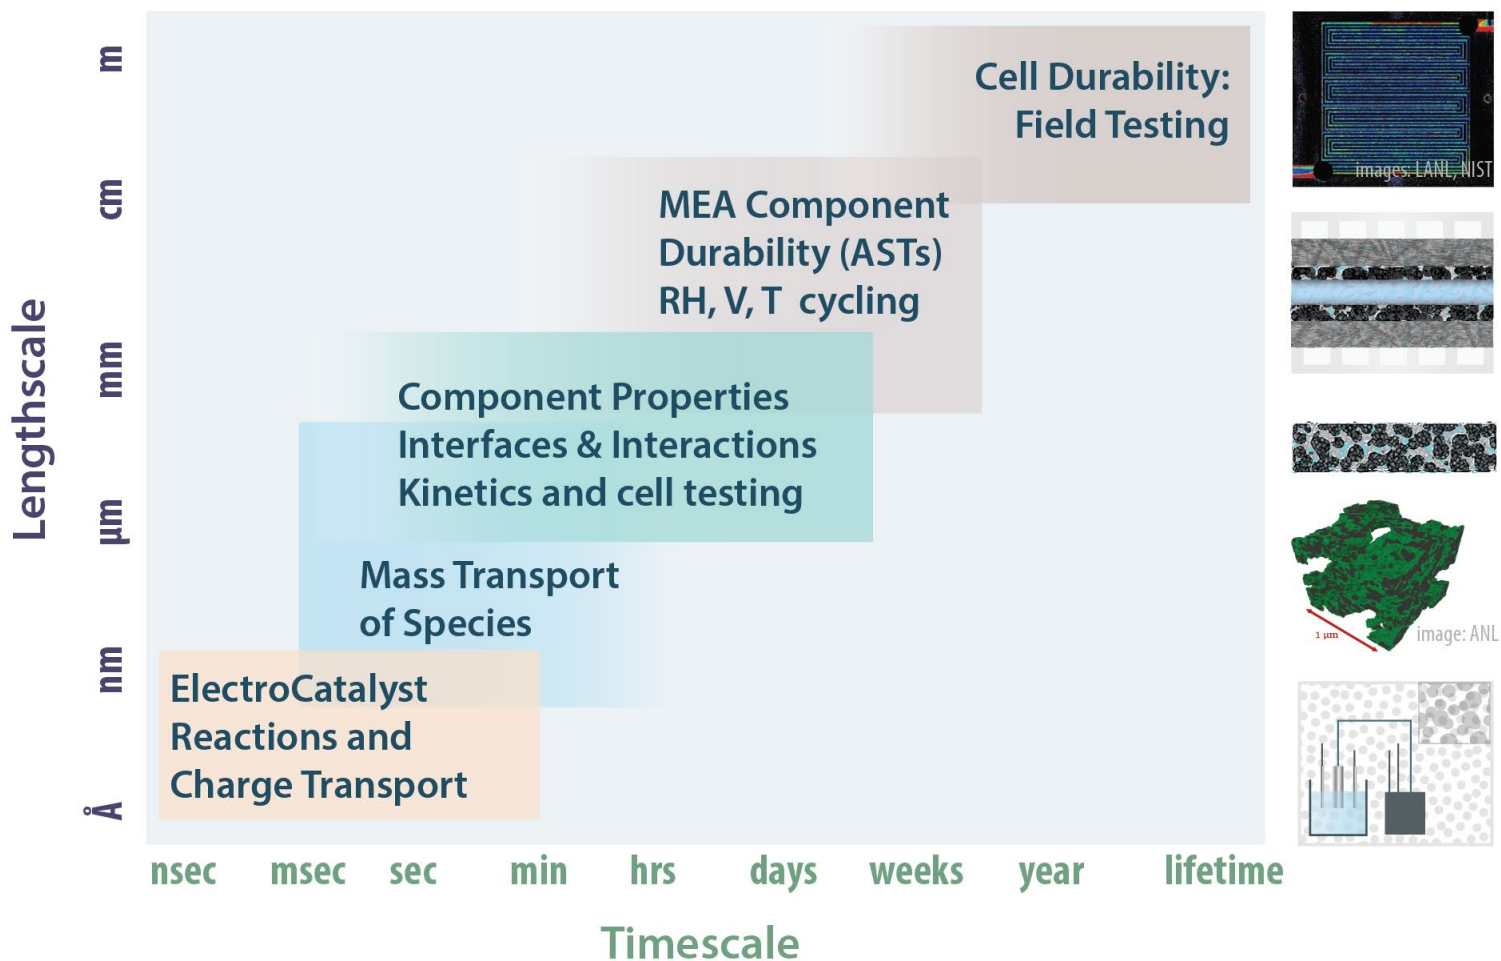 m
Cell Durability:
Field Testing
images: LANL, NIST
cm
MEA Component
Durability (ASTs)
RH, V, T cycling
Lengthscale
mm
Component Properties
Interfaces & Interactions
Kinetics and cell testing
µm
Mass Transport
of Species
1 µm
image: ANL
nm
ElectroCatalyst
Reactions and
Charge Transport
Å
nsec msec sec min hrs days weeks year lifetime
Timescale